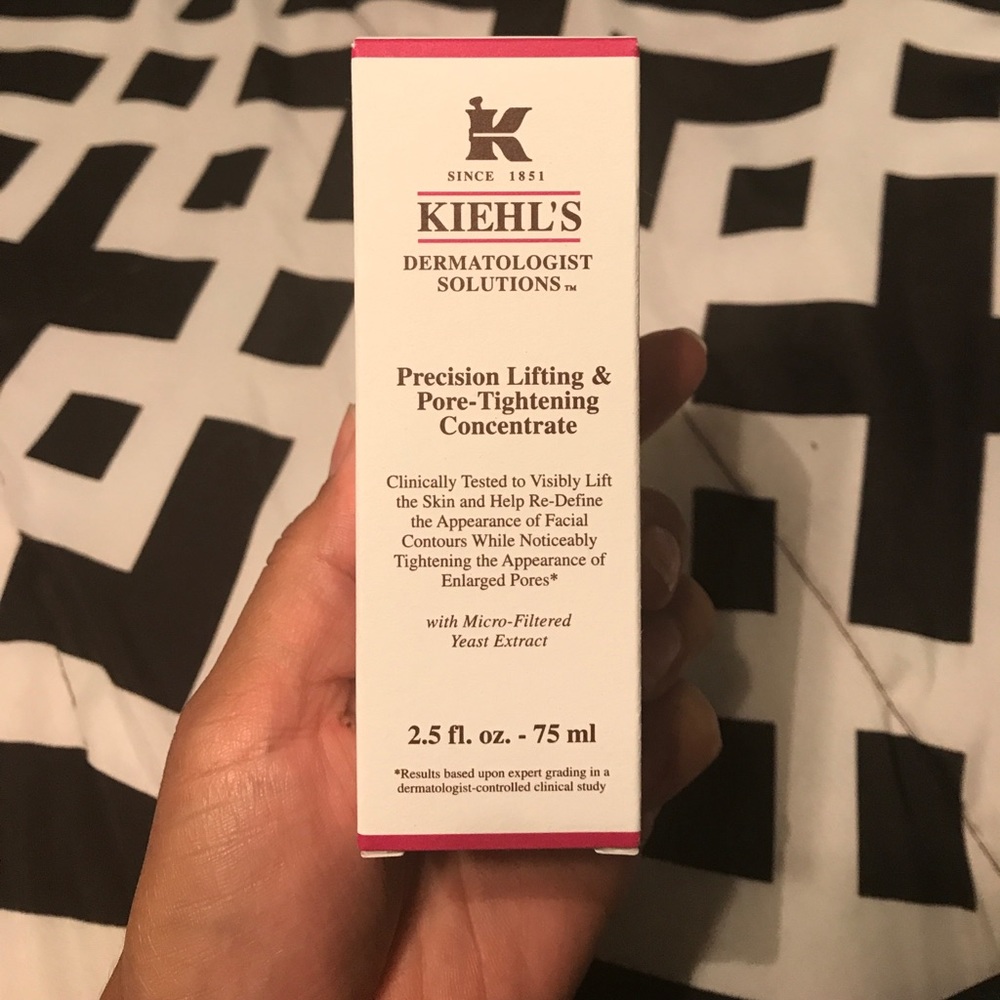 K
SINCE 1851
KIEHL'S
DERMATOLOGIST
SOLUTIONS™
Precision Lifting &
Pore-Tightening
Concentrate
Clinically Tested to Visibly Lift
the Skin and Help Re-Define
the Appearance of Facial
Contours While Noticeably
Tightening the Appearance of
Enlarged Pores*
with Micro-Filtered
Yeast Extract
2.5 fl. oz. - 75 ml
*Results based upon expert grading in a
dermatologist-controlled clinical study